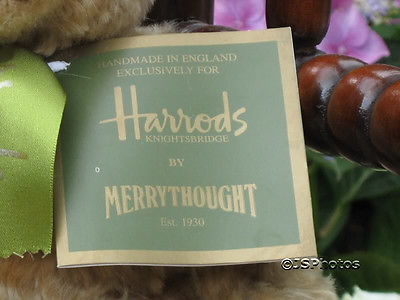 HANDMADE IN ENGLAND
EXCLUSIVELY FOR
Harrods
KNIGHTSBRIDGE
BY
MERRYTHOUGHT
Est. 1930
©JSPhotos